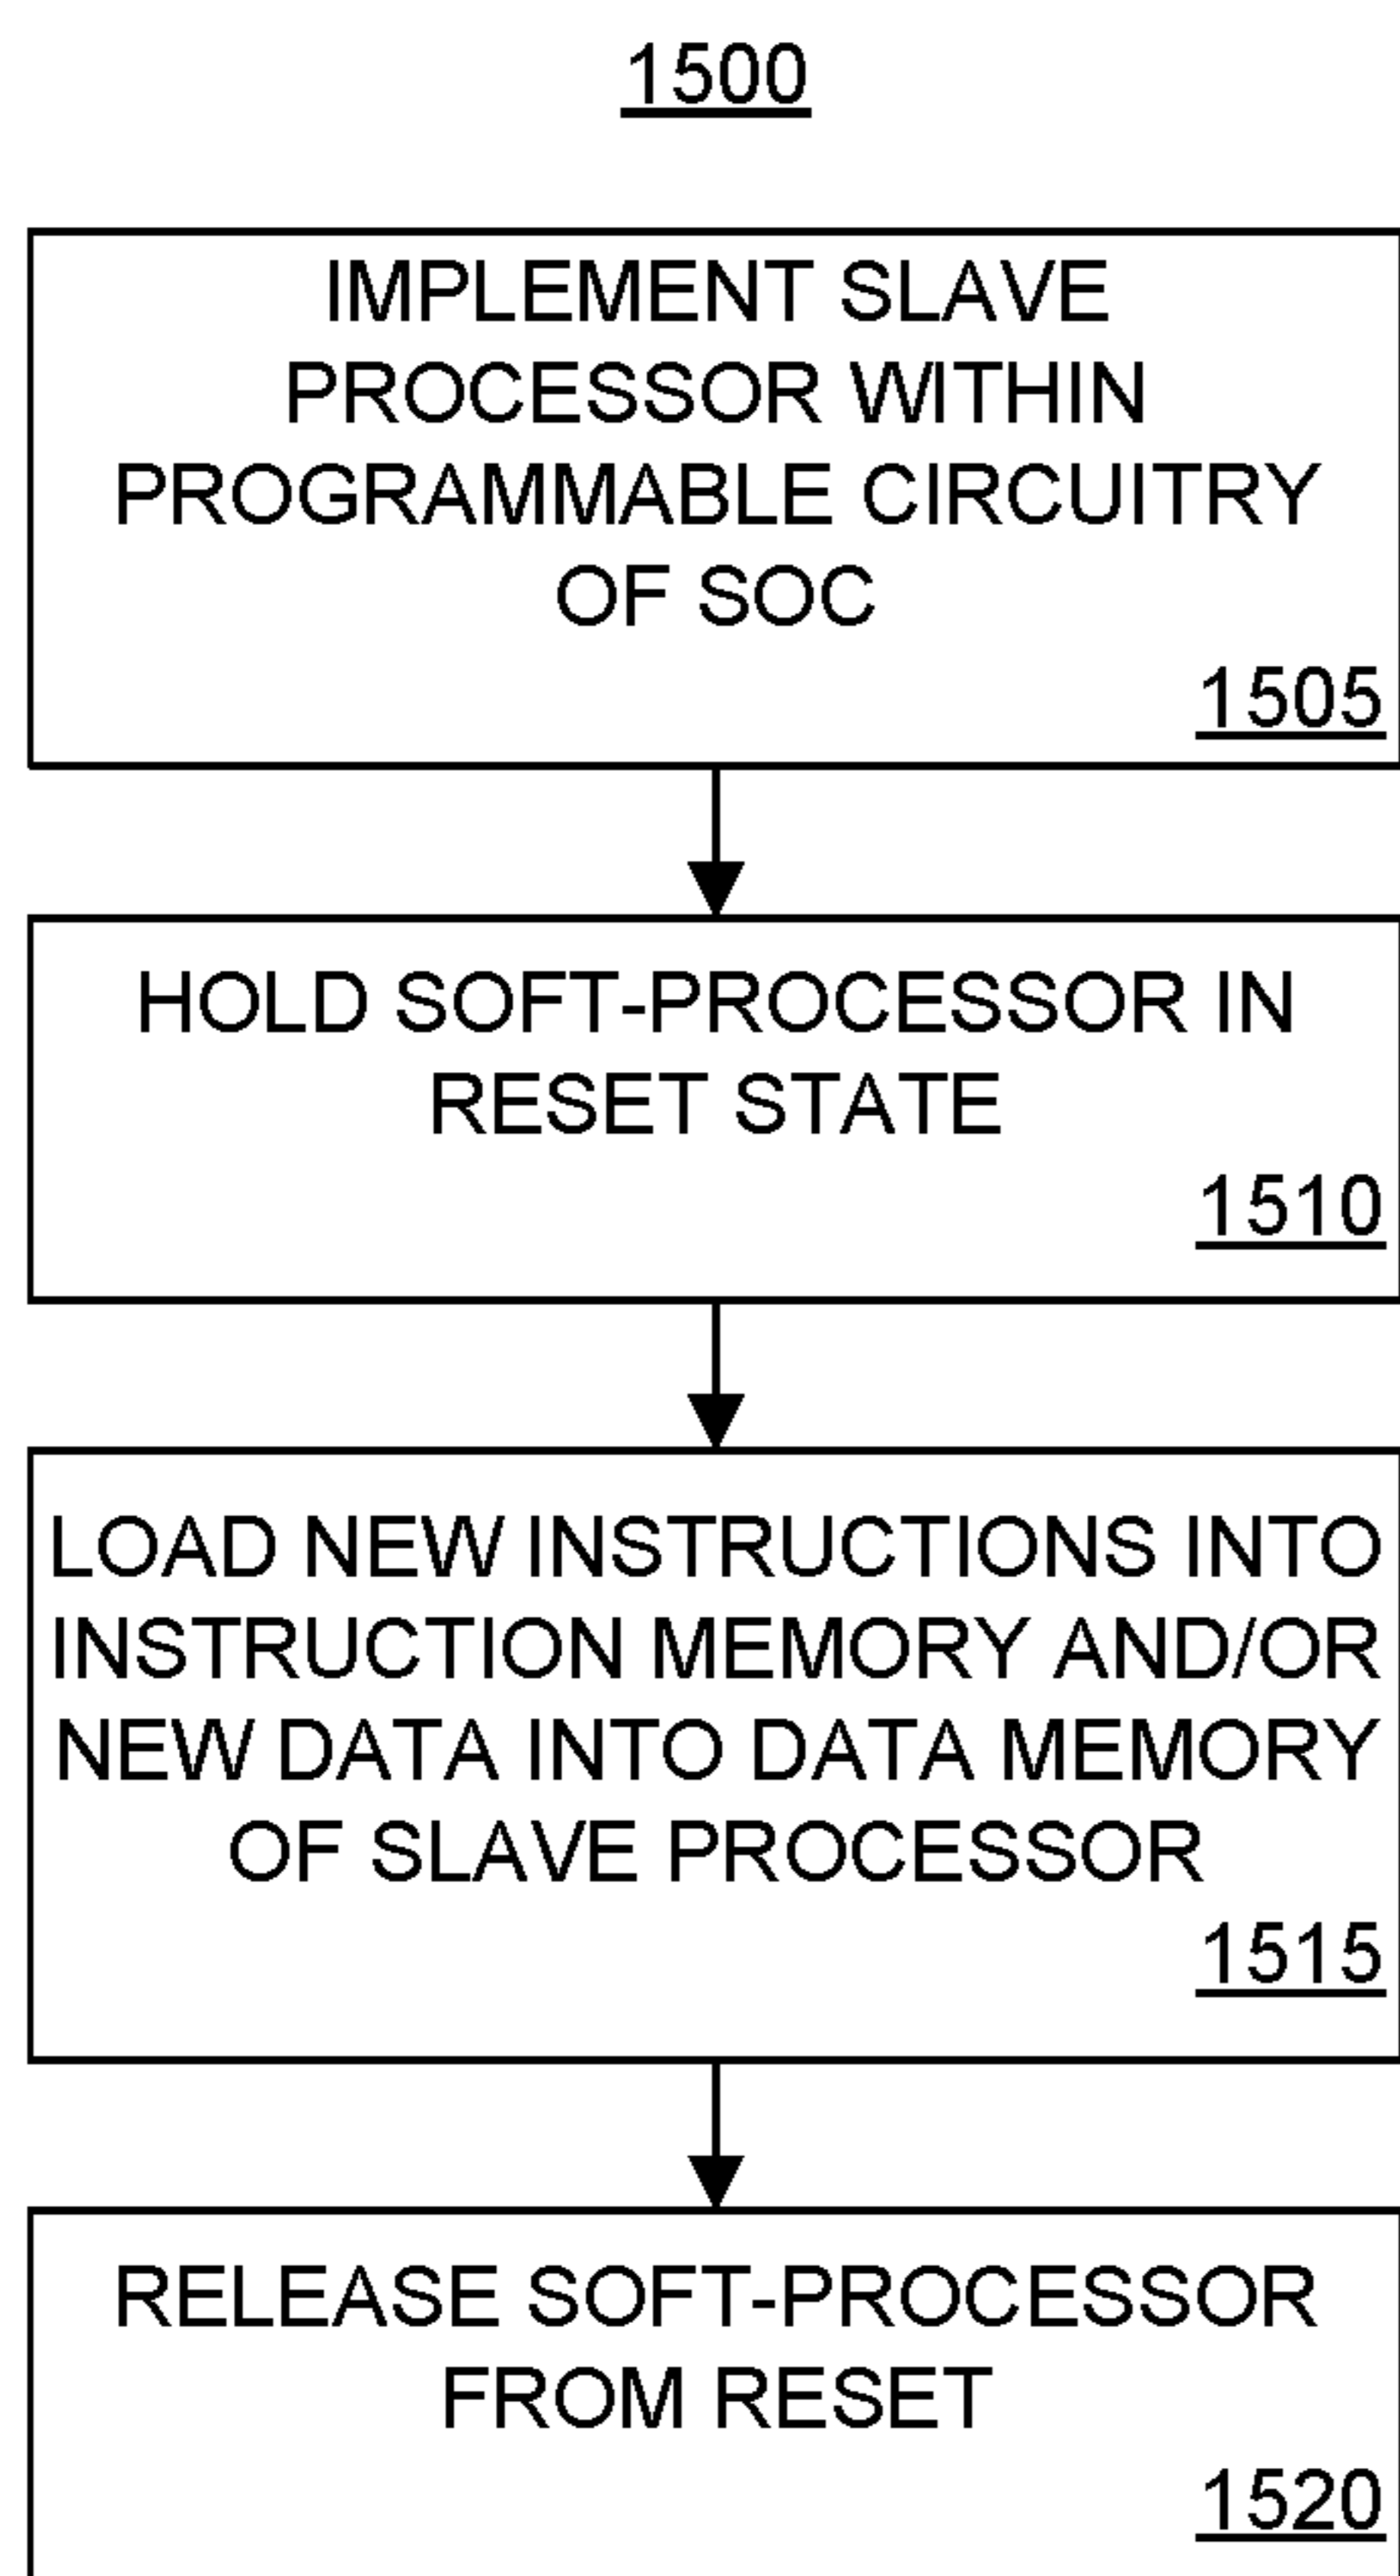 1500
IMPLEMENT SLAVE
PROCESSOR WITHIN
PROGRAMMABLE CIRCUITRY
OF SOC
1505
HOLD SOFT-PROCESSOR IN
RESET STATE
1510
LOAD NEW INSTRUCTIONS INTO
INSTRUCTION MEMORY AND/OR
NEW DATA INTO DATA MEMORY
OF SLAVE PROCESSOR
1515
RELEASE SOFT-PROCESSOR
FROM RESET
1520